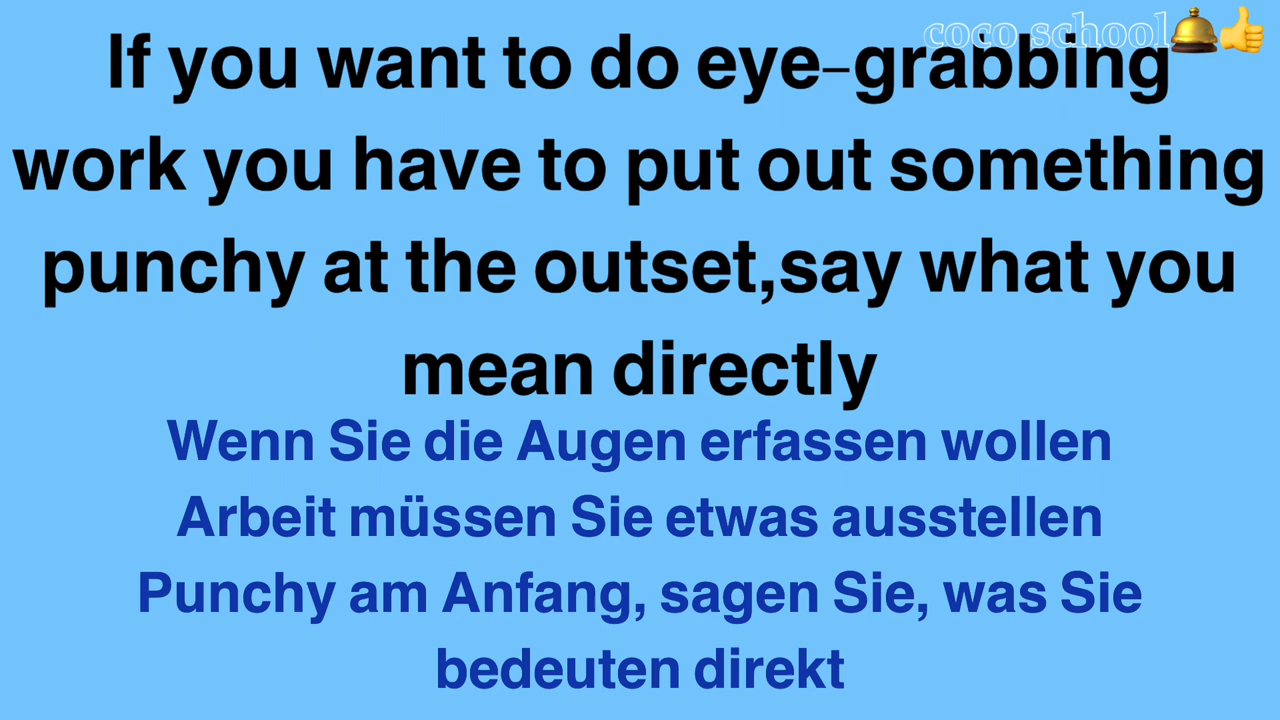 coco school🛎👍
If you want to do eye-grabbing
work you have to put out something
punchy at the outset,say what you
mean directly
Wenn Sie die Augen erfassen wollen
Arbeit müssen Sie etwas ausstellen
Punchy am Anfang, sagen Sie, was Sie
bedeuten direkt